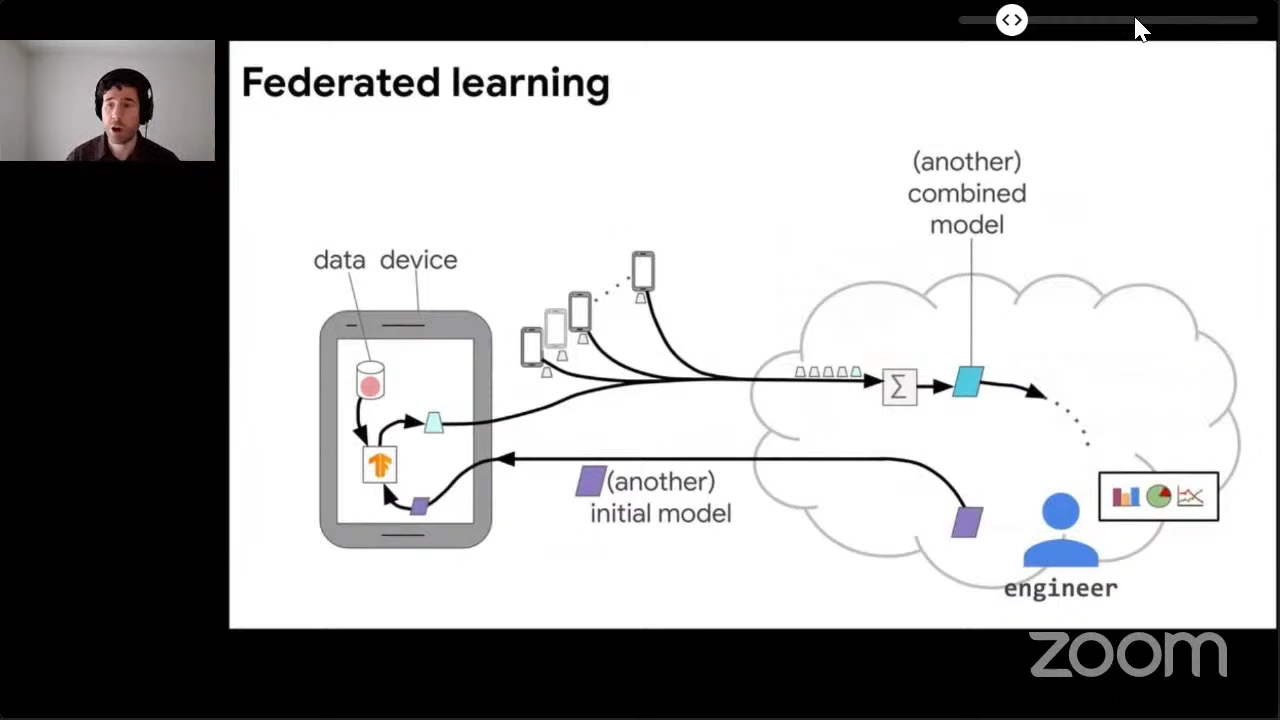 Federated learning
(another)
combined
model
data device
Σ
(another)
initial model
engineer
zoom